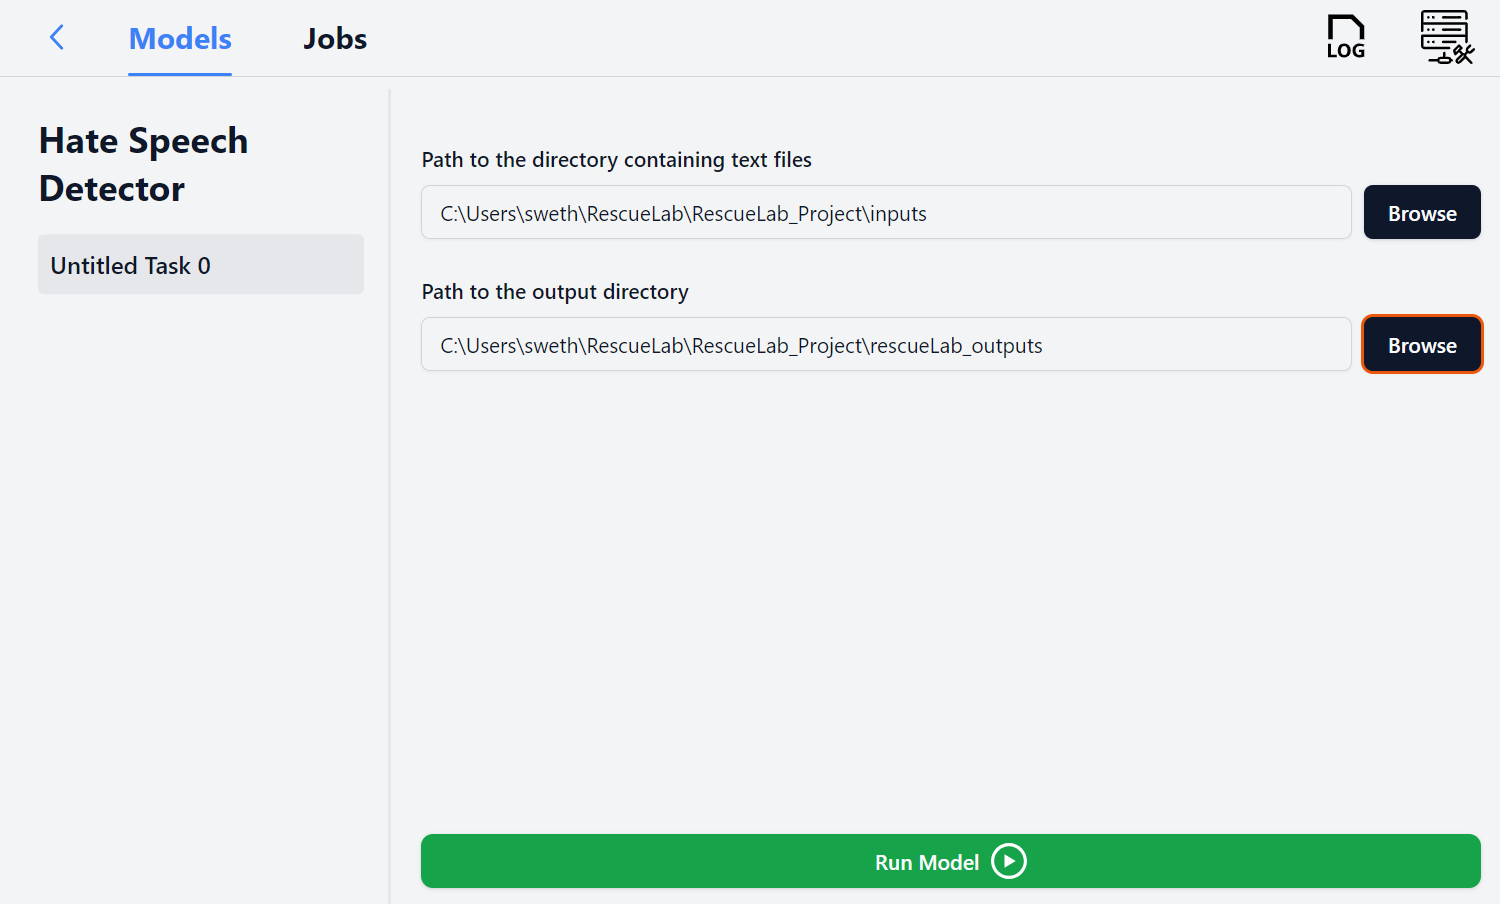 Models
Jobs
LOG
Hate Speech
Detector
Untitled Task 0
Path to the directory containing text files
C:\Users\sweth\RescueLab\RescueLab_Project\inputs
Browse
Path to the output directory
C:\Users\sweth\RescueLab\RescueLab_Project\rescueLab_outputs
Browse
Run Model